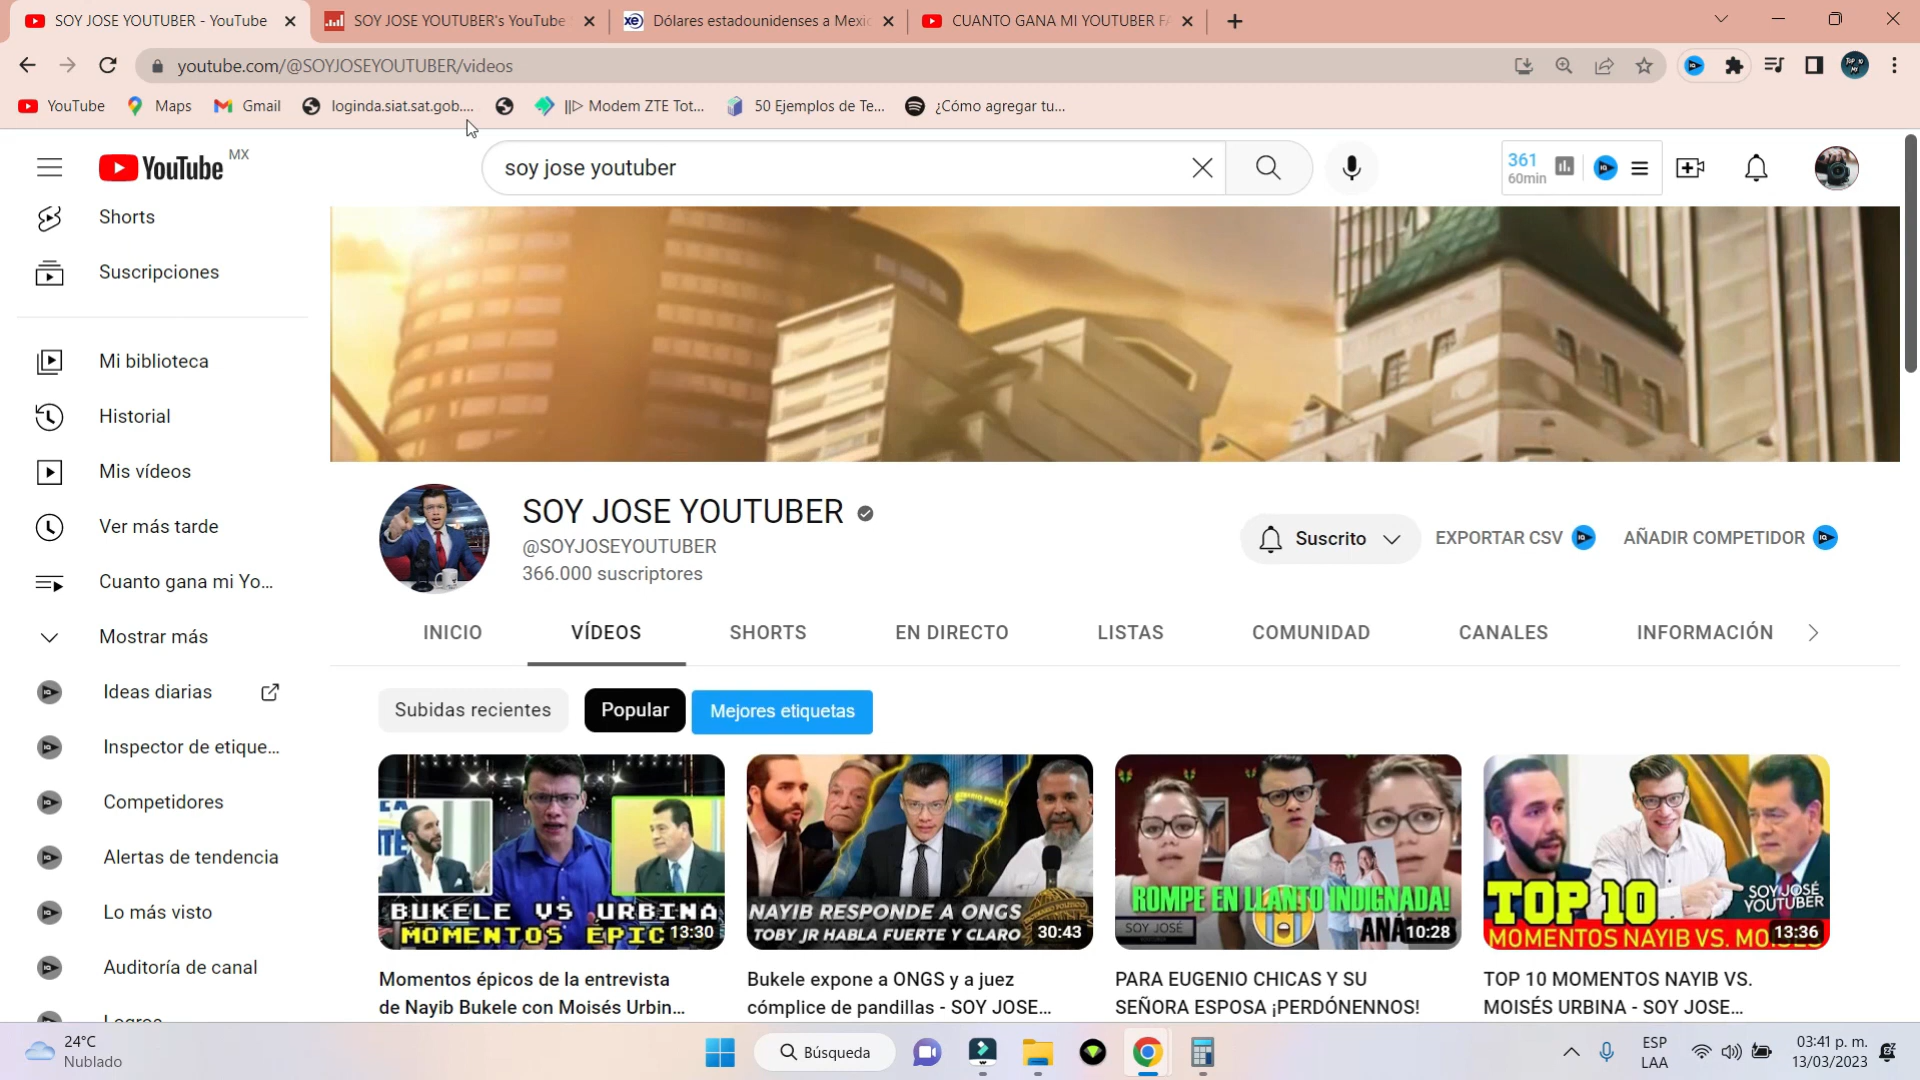 SOY JOSE YOUTUBER - YouTube
SOY JOSE YOUTUBER's YouTube
Dólares estadounidenses a Mexic
CUANTO GANA MI YOUTUBER FA
youtube.com/@SOYJOSEYOUTUBER/videos
YouTube
Maps
Gmail
loginda.siat.sat.gob....
||▷ Modem ZTE Tot...
50 Ejemplos de Te...
¿Cómo agregar tu...
YouTube MX
soy jose youtuber
361
60min
Shorts
Suscripciones
Mi biblioteca
Historial
Mis vídeos
Ver más tarde
Cuanto gana mi Yo...
Mostrar más
Ideas diarias
Inspector de etique...
Competidores
Alertas de tendencia
Lo más visto
Auditoría de canal
Logros
SOY JOSE YOUTUBER
@SOYJOSEYOUTUBER
366.000 suscriptores
Suscrito
EXPORTAR CSV
AÑADIR COMPETIDOR
INICIO
VÍDEOS
SHORTS
EN DIRECTO
LISTAS
COMUNIDAD
CANALES
INFORMACIÓN
Subidas recientes
Popular
Mejores etiquetas
BUKELE VS URBINA
MOMENTOS EPIC
13:30
NAYIB RESPONDE A ONGS
TOBY JR HABLA FUERTE Y CLARO
30:43
ROMPE EN LLANTO INDIGNADA!
SOY JOSÉ
10:28
TOP 10
SOY JOSÉ
YOUTUBER
MOMENTOS NAYIB VS.
13:36
Momentos épicos de la entrevista
de Nayib Bukele con Moisés Urbin...
Bukele expone a ONGS y a juez
cómplice de pandillas - SOY JOSE...
PARA EUGENIO CHICAS Y SU
SEÑORA ESPOSA ¡PERDÓNENNOS!
TOP 10 MOMENTOS NAYIB VS.
MOISÉS URBINA - SOY JOSE...
24°C
Nublado
Búsqueda
ESP
LAA
03:41 p. m.
13/03/2023